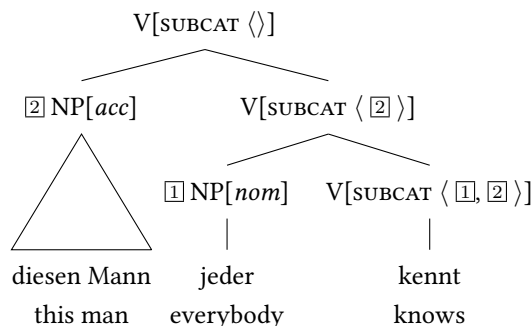 V[SUBCAT ⟨⟩]
[2] NP[acc] V[SUBCAT ⟨ [2] ⟩]
[1] NP[nom] V[SUBCAT ⟨ [1], [2] ⟩]
diesen Mann jeder kennt
this man everybody knows